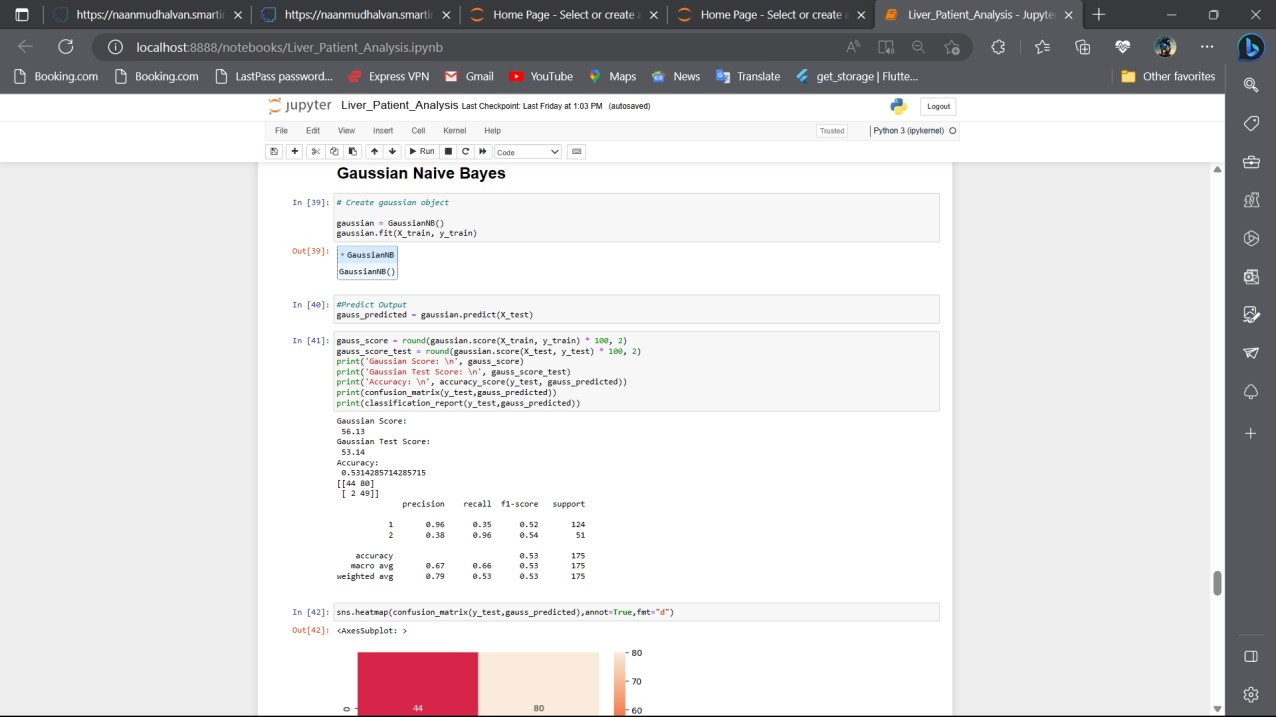 https://naanmudhalvan.smartin
https://naanmudhalvan.smartin
Home Page - Select or create a
Home Page - Select or create a
Liver_Patient_Analysis - Jupyter
localhost:8888/notebooks/Liver_Patient_Analysis.ipynb
Booking.com
Booking.com
LastPass password...
Express VPN
Gmail
YouTube
Maps
News
Translate
get_storage | Flutte...
Other favorites
jupyter Liver_Patient_Analysis Last Checkpoint: Last Friday at 1:03 PM (autosaved)
Logout
File Edit View Insert Cell Kernel Help
Trusted
Python 3 (ipykernel)
Run
Code
Gaussian Naive Bayes
In [39]: # Create gaussian object
gaussian = GaussianNB()
gaussian.fit(X_train, y_train)
Out[39]: GaussianNB
GaussianNB()
In [40]: #Predict Output
gauss_predicted = gaussian.predict(X_test)
In [41]: gauss_score = round(gaussian.score(X_train, y_train) * 100, 2)
gauss_score_test = round(gaussian.score(X_test, y_test) * 100, 2)
print('Gaussian Score: \n', gauss_score)
print('Gaussian Test Score: \n', gauss_score_test)
print('Accuracy: \n', accuracy_score(y_test, gauss_predicted))
print(confusion_matrix(y_test,gauss_predicted))
print(classification_report(y_test,gauss_predicted))
Gaussian Score:
56.13
Gaussian Test Score:
53.14
Accuracy:
0.5314285714285715
[[44 80]
[ 2 49]]
precision recall f1-score support
1 0.96 0.35 0.52 124
2 0.38 0.96 0.54 51
accuracy 0.53 175
macro avg 0.67 0.66 0.53 175
weighted avg 0.79 0.53 0.53 175
In [42]: sns.heatmap(confusion_matrix(y_test,gauss_predicted),annot=True,fmt="d")
Out[42]: <AxesSubplot: >
80
70
0 44 80
60